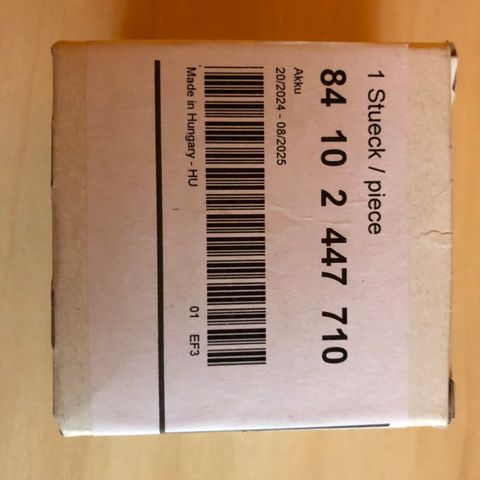 1 Stueck / piece
84 10 2 447 710
Akku
20/2024 - 08/2025
Made in Hungary - HU
01 EF3